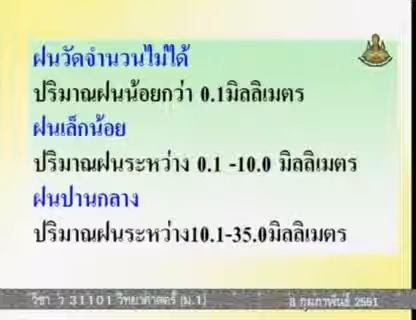 ฝนวัดจำนวนไม่ได้
ปริมาณฝนน้อยกว่า 0.1มิลลิเมตร
ฝนเล็กน้อย
ปริมาณฝนระหว่าง 0.1 -10.0 มิลลิเมตร
ฝนปานกลาง
ปริมาณฝนระหว่าง10.1-35.0มิลลิเมตร
วิชา ว 31101 วิทยาศาสตร์ (ม.1) 8 กุมภาพันธ์ 2551